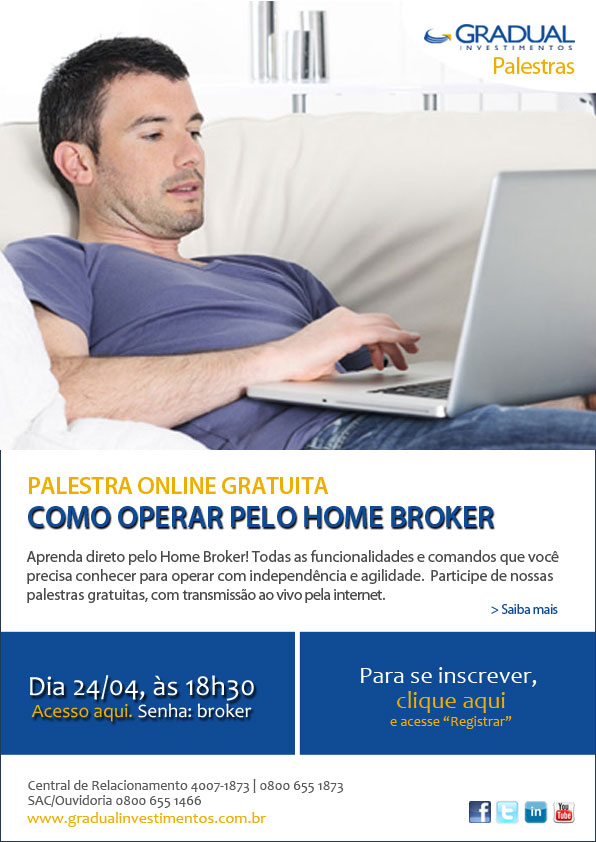 GRADUAL
INVESTIMENTOS
Palestras
PALESTRA ONLINE GRATUITA
COMO OPERAR PELO HOME BROKER
Aprenda direto pelo Home Broker! Todas as funcionalidades e comandos que você
precisa conhecer para operar com independência e agilidade. Participe de nossas
palestras gratuitas, com transmissão ao vivo pela internet.
> Saiba mais
Dia 24/04, às 18h30
Acesso aqui. Senha: broker
Para se inscrever,
clique aqui
e acesse “Registrar”
Central de Relacionamento 4007-1873 | 0800 655 1873
SAC/Ouvidoria 0800 655 1466
www.gradualinvestimentos.com.br
f t in You Tube